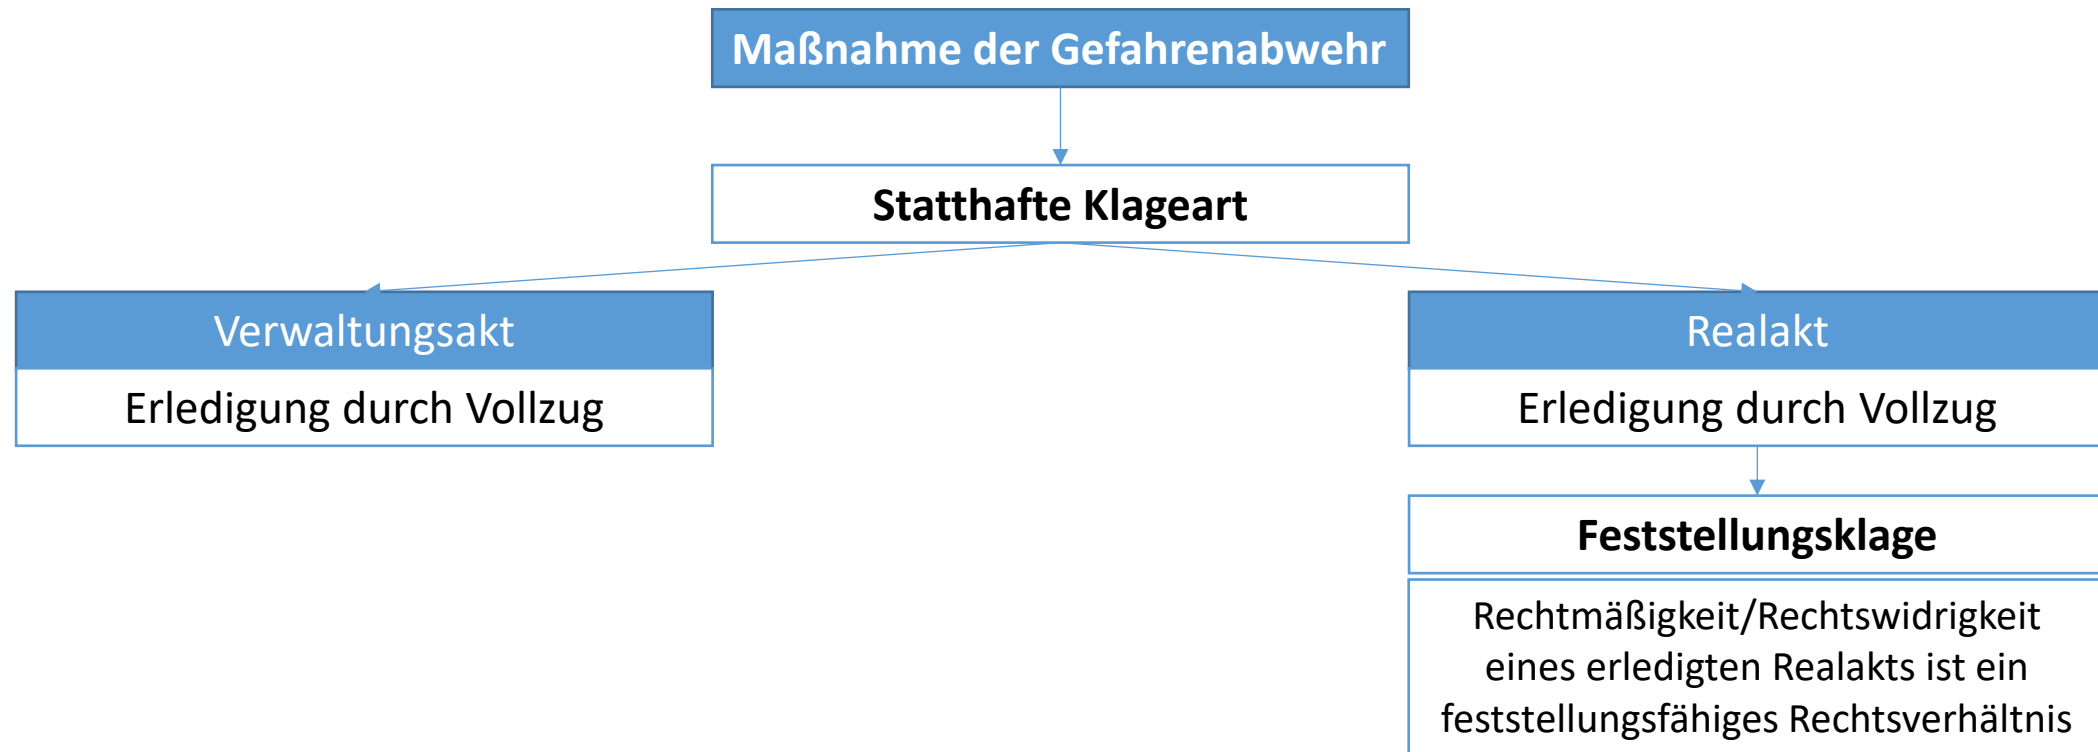 Maßnahme der Gefahrenabwehr
Statthafte Klageart
Verwaltungsakt
Erledigung durch Vollzug
Realakt
Erledigung durch Vollzug
Feststellungsklage
Rechtmäßigkeit/Rechtswidrigkeit
eines erledigten Realakts ist ein
feststellungsfähiges Rechtsverhältnis